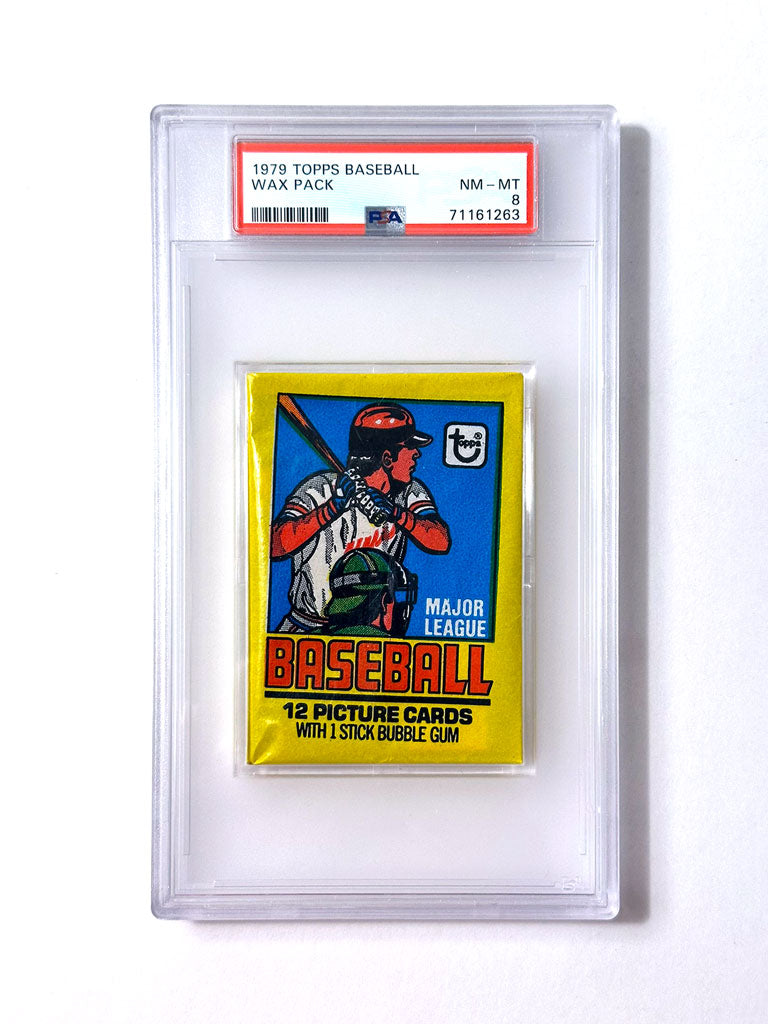 1979 TOPPS BASEBALL
WAX PACK
NM - MT
8
PSA
71161263
topps®
MAJOR
LEAGUE
BASEBALL
12 PICTURE CARDS
WITH 1 STICK BUBBLE GUM